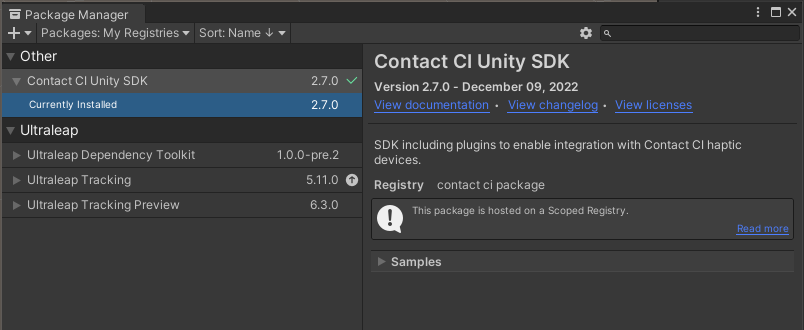 Package Manager
Packages: My Registries
Sort: Name ↓
Other
Contact CI Unity SDK 2.7.0
Currently Installed 2.7.0
Ultraleap
Ultraleap Dependency Toolkit 1.0.0-pre.2
Ultraleap Tracking 5.11.0
Ultraleap Tracking Preview 6.3.0
Contact CI Unity SDK
Version 2.7.0 - December 09, 2022
View documentation • View changelog • View licenses
SDK including plugins to enable integration with Contact CI haptic
devices.
Registry contact ci package
This package is hosted on a Scoped Registry.
Read more
Samples